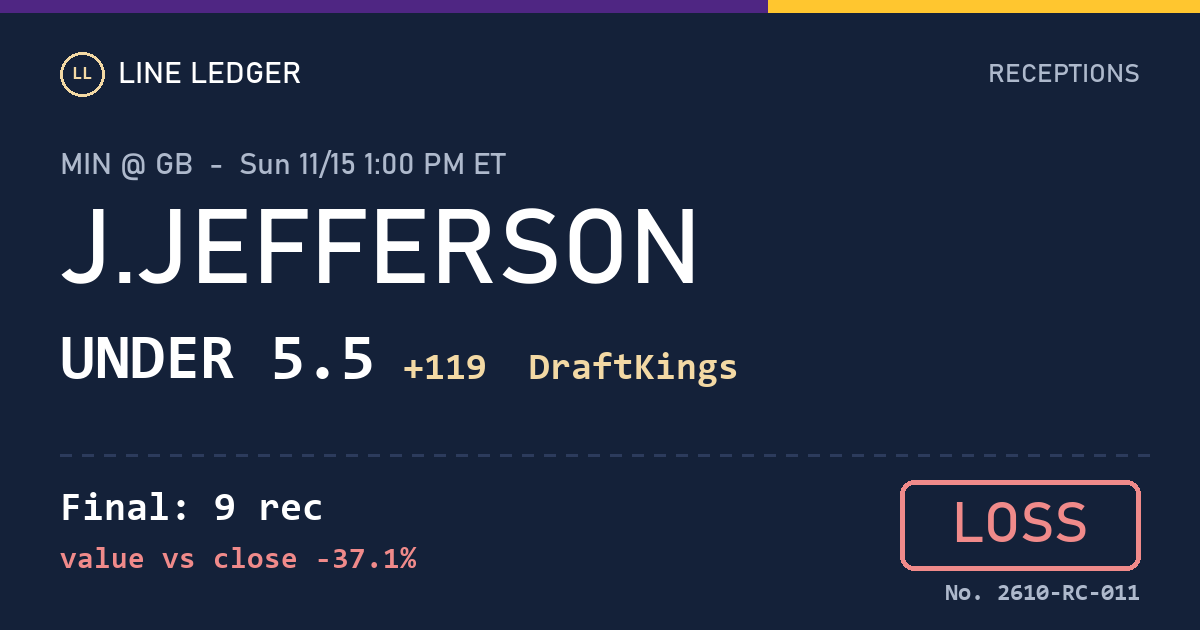 LL LINE LEDGER
RECEPTIONS
MIN @ GB - Sun 11/15 1:00 PM ET
J.JEFFERSON
UNDER 5.5 +119 DraftKings
Final: 9 rec
LOSS
value vs close -37.1%
No. 2610-RC-011